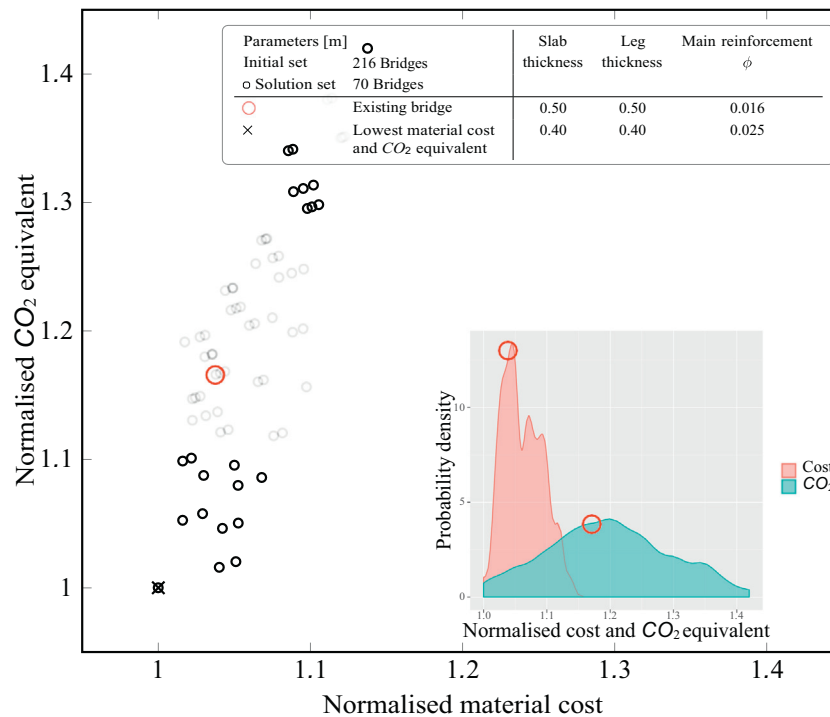 Parameters [m]
Slab thickness
Leg thickness
Main reinforcement ϕ
Initial set 216 Bridges
Solution set 70 Bridges
Existing bridge 0.50 0.50 0.016
Lowest material cost 0.40 0.40 0.025
and CO₂ equivalent
1.4
1.3
1.2
1.1
1
Normalised CO₂ equivalent
1 1.1 1.2 1.3 1.4
Normalised material cost
10
5
0
Probability density
1.0 1.1 1.2 1.3 1.4
Normalised cost and CO₂ equivalent
Cost
CO₂